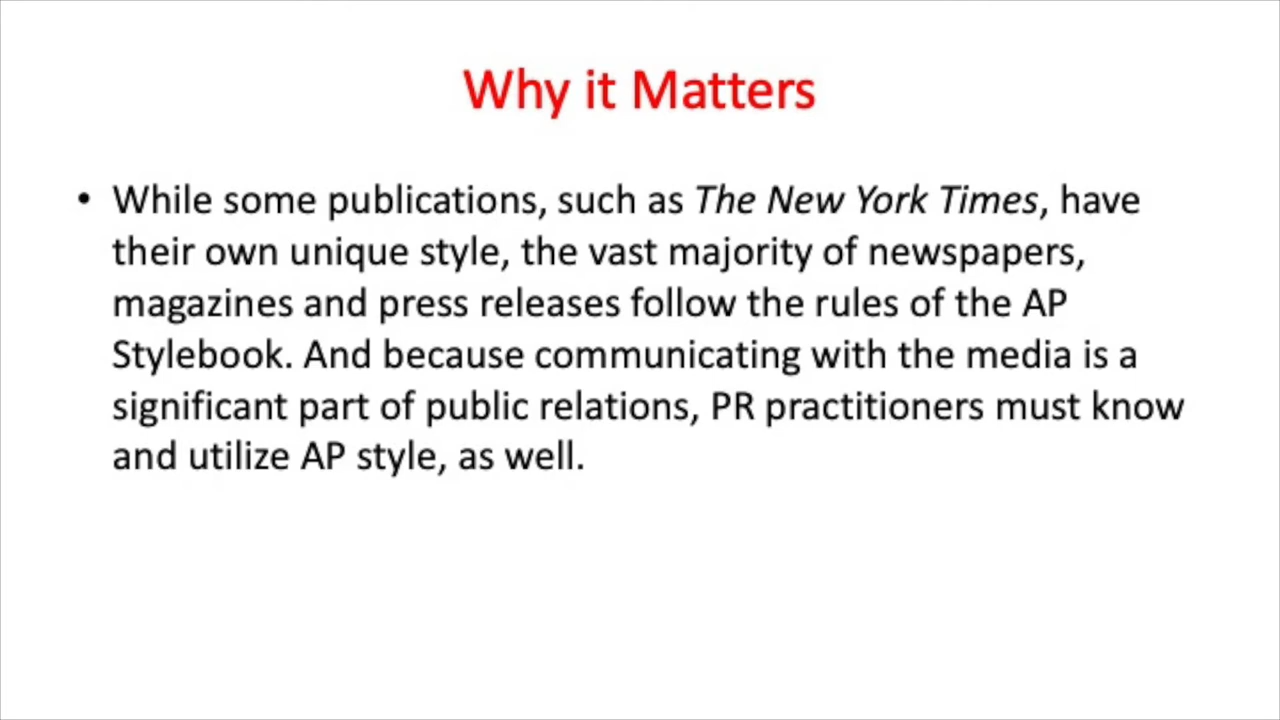 Why it Matters
• While some publications, such as The New York Times, have
their own unique style, the vast majority of newspapers,
magazines and press releases follow the rules of the AP
Stylebook. And because communicating with the media is a
significant part of public relations, PR practitioners must know
and utilize AP style, as well.